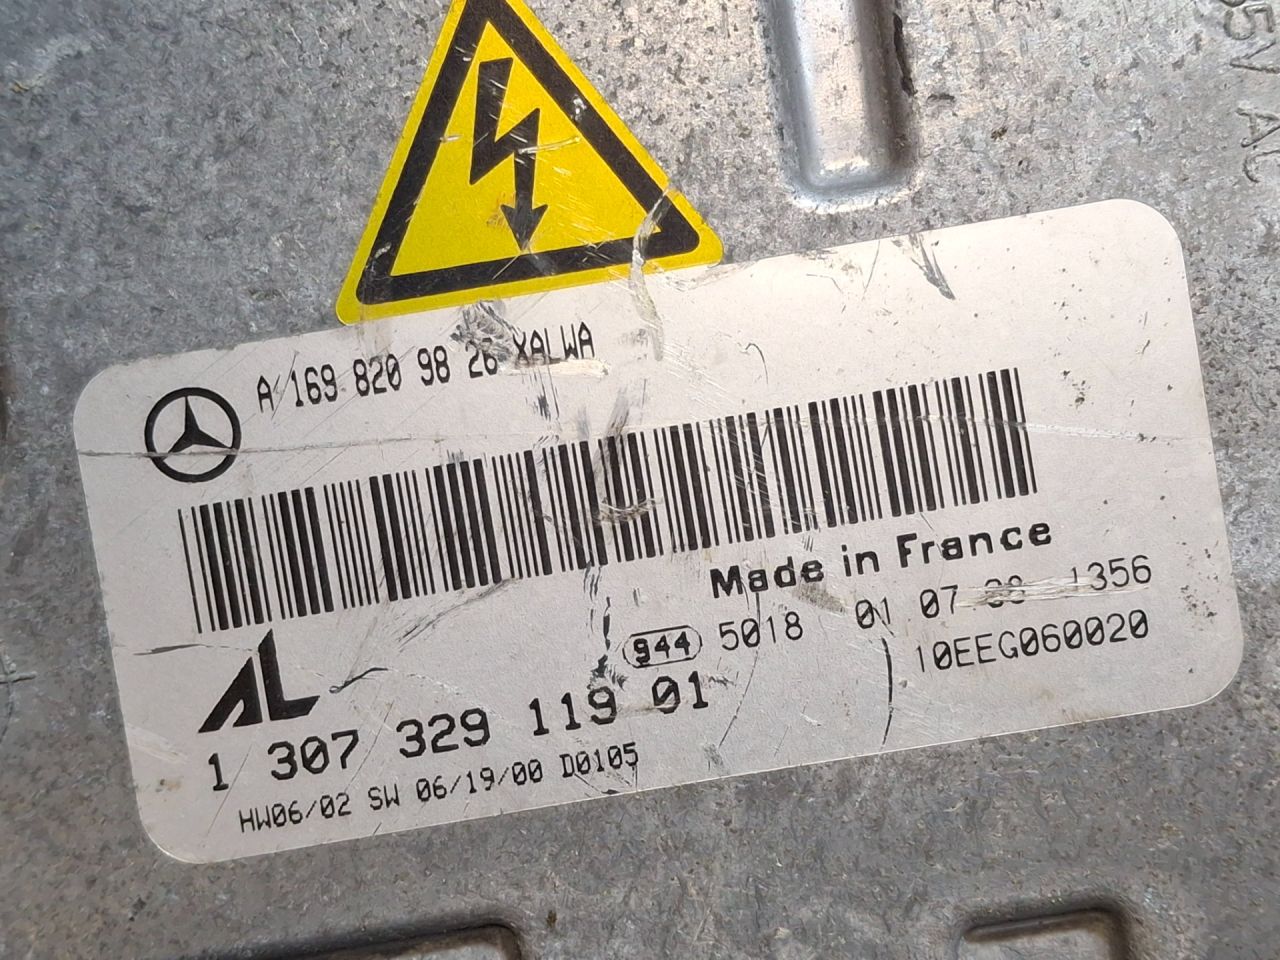 A 169 820 98 26 XALWA
Made in France
944 5018 01 07 1356
10EEG060020
AL
1 307 329 119 01
HW06/02 SW 06/19/00 D0105